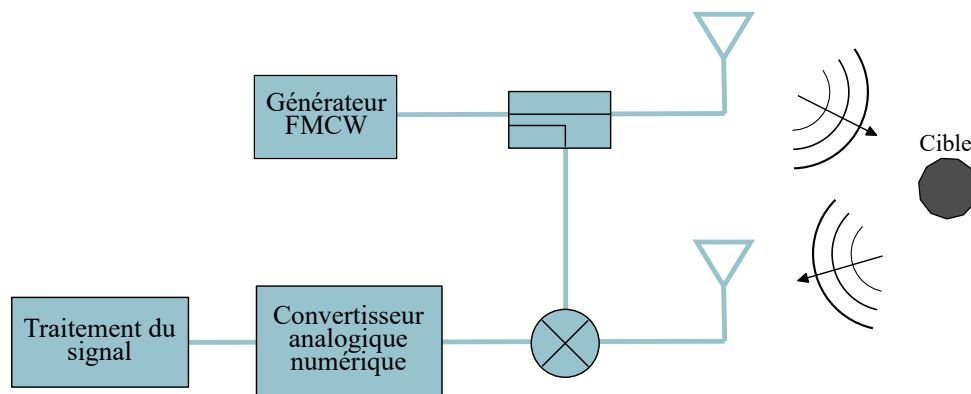 Générateur
FMCW
Cible
Convertisseur
analogique
numérique
Traitement du
signal